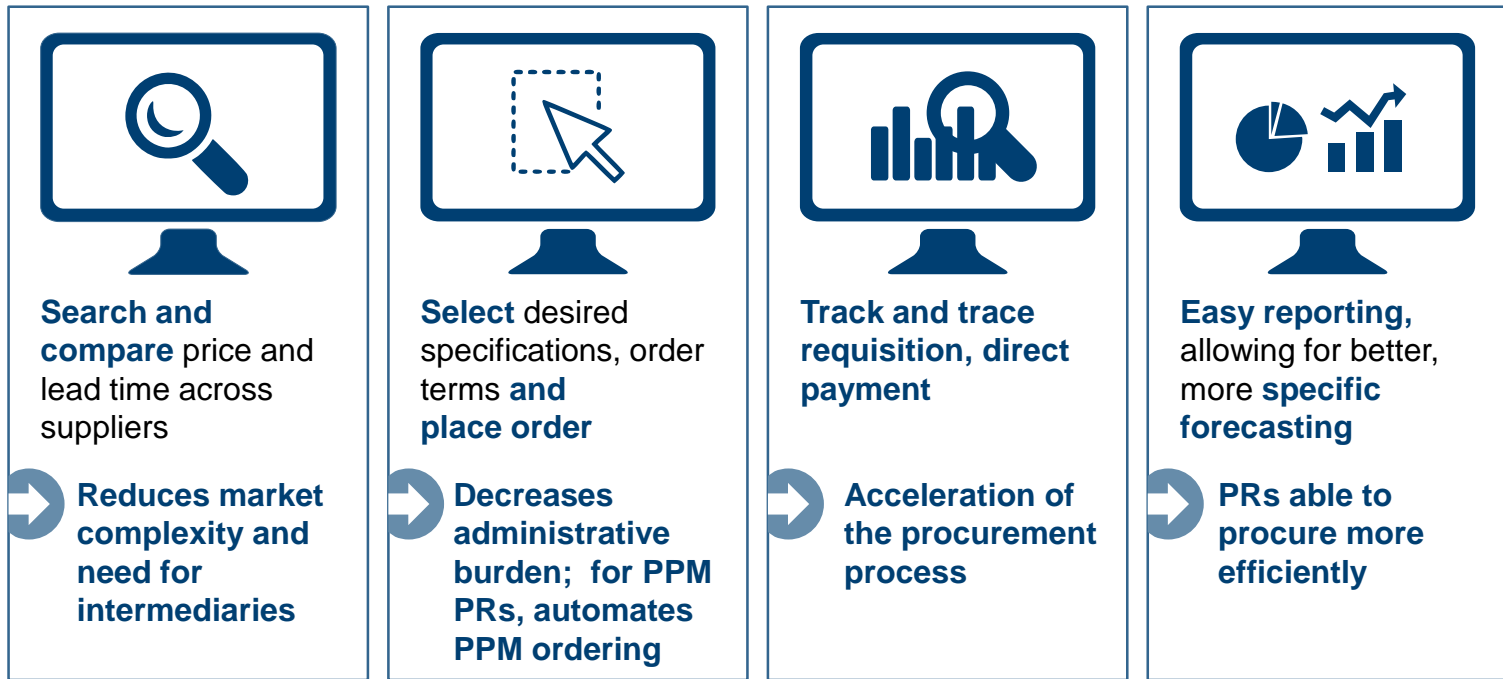 Search and
compare price and
lead time across
suppliers
Reduces market
complexity and
need for
intermediaries
Select desired
specifications, order
terms and
place order
Decreases
administrative
burden;  for PPM
PRs, automates
PPM ordering
Track and trace
requisition, direct
payment
Acceleration of
the procurement
process
Easy reporting,
allowing for better,
more specific
forecasting
PRs able to
procure more
efficiently